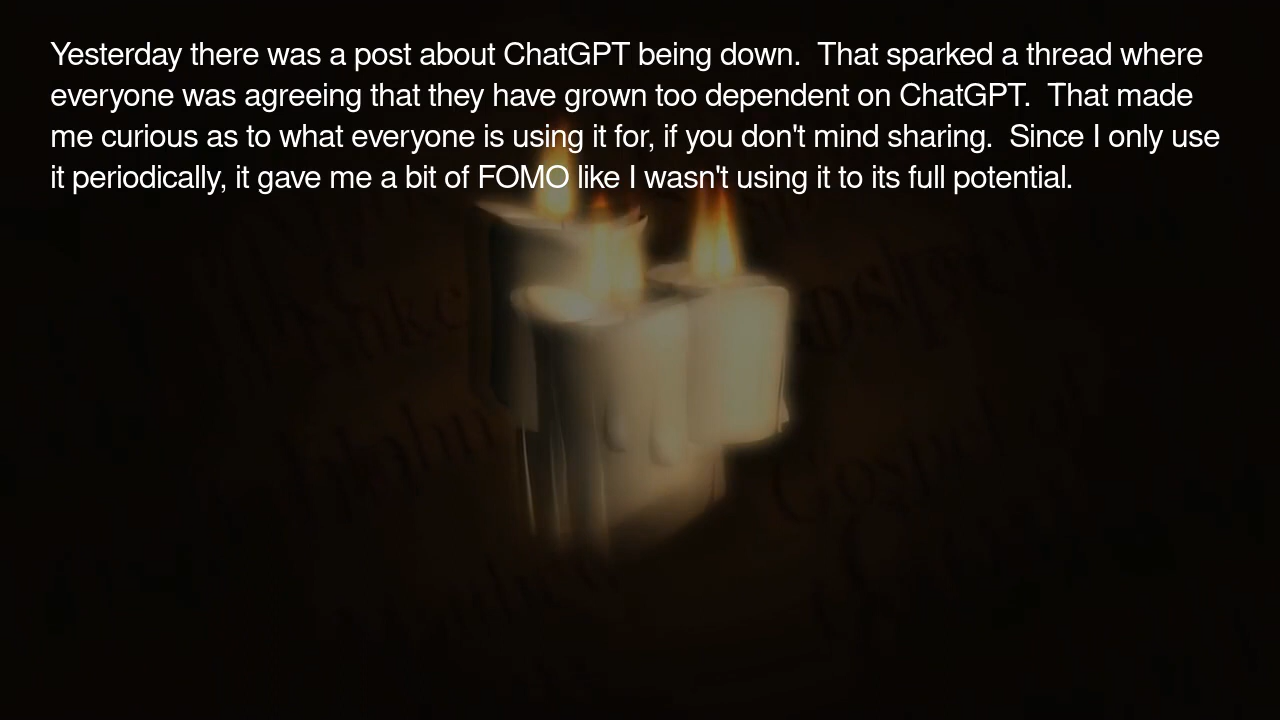 Yesterday there was a post about ChatGPT being down.  That sparked a thread where
everyone was agreeing that they have grown too dependent on ChatGPT.  That made
me curious as to what everyone is using it for, if you don't mind sharing.  Since I only use
it periodically, it gave me a bit of FOMO like I wasn't using it to its full potential.